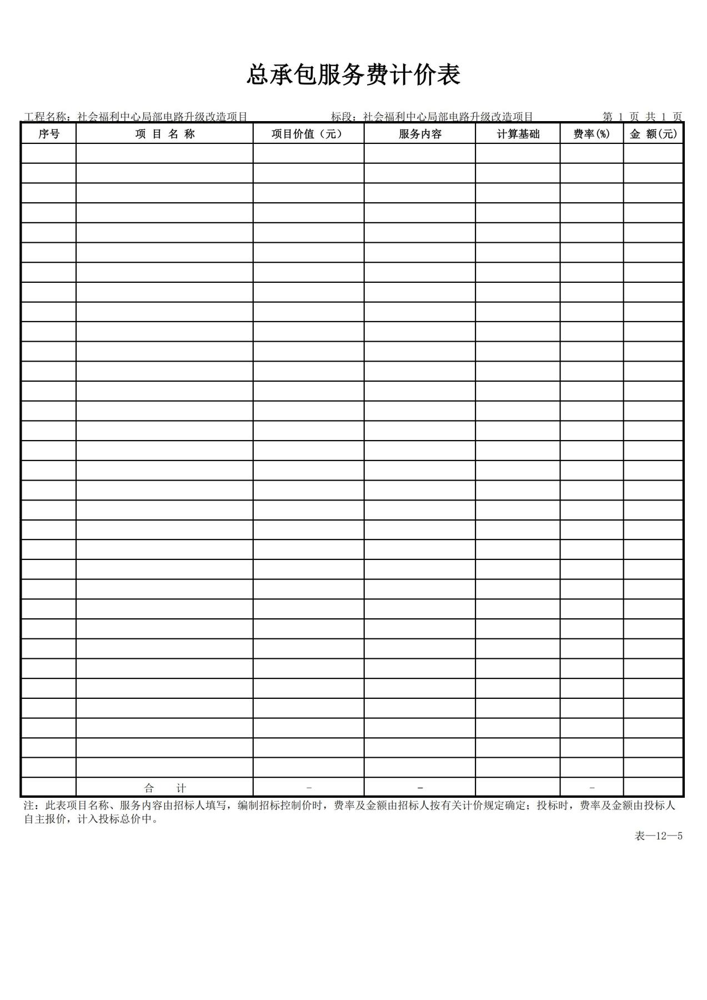 总承包服务费计价表
工程名称：社会福利中心局部电路升级改造项目 标段：社会福利中心局部电路升级改造项目 第 1 页 共 1 页
序号 项 目 名 称 项目价值（元） 服务内容 计算基础 费率(%) 金 额(元)
合 计 － － －
注：此表项目名称、服务内容由招标人填写，编制招标控制价时，费率及金额由招标人按有关计价规定确定；投标时，费率及金额由投标人
自主报价，计入投标总价中。
表—12—5